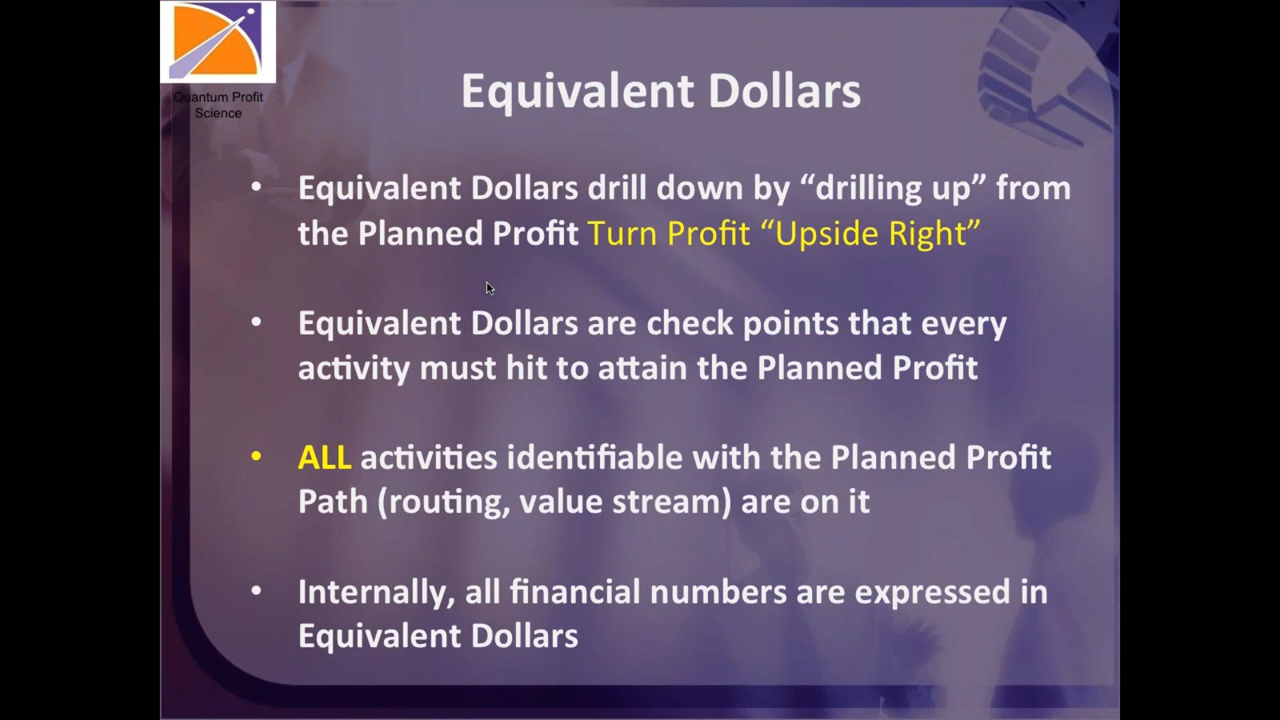 Quantum Profit
Science
Equivalent Dollars
• Equivalent Dollars drill down by “drilling up” from
the Planned Profit Turn Profit “Upside Right”
• Equivalent Dollars are check points that every
activity must hit to attain the Planned Profit
• ALL activities identifiable with the Planned Profit
Path (routing, value stream) are on it
• Internally, all financial numbers are expressed in
Equivalent Dollars